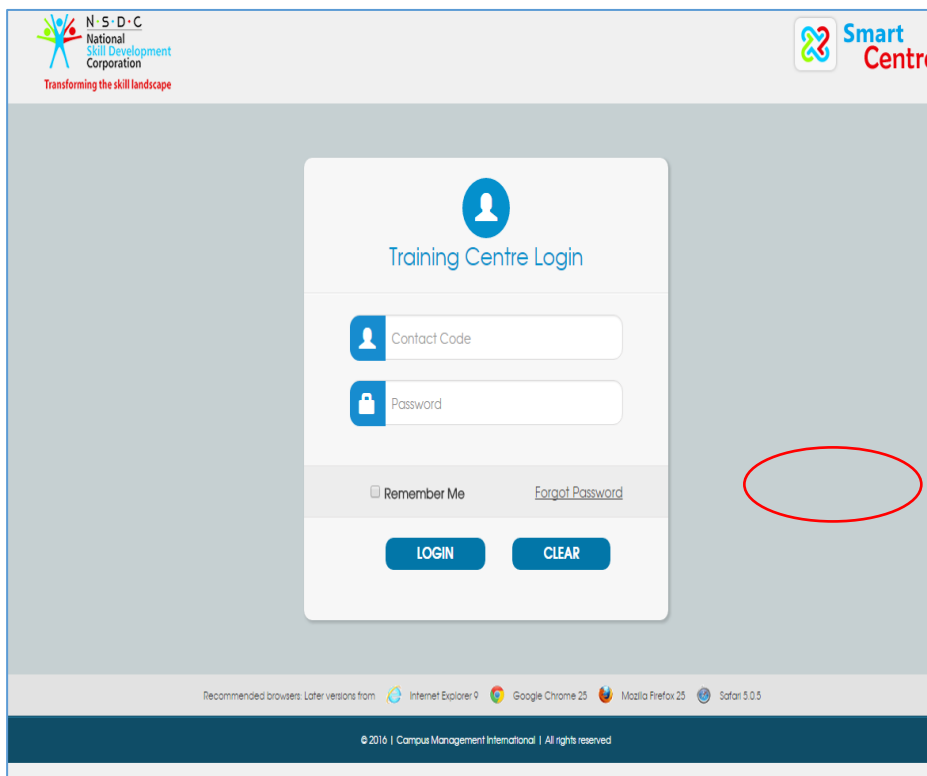 N·S·D·C
National
Skill Development
Corporation
Transforming the skill landscape
Smart
Centre
Training Centre Login
Contact Code
Password
Remember Me Forgot Password
LOGIN CLEAR
Recommended browsers: Later versions from Internet Explorer 9 Google Chrome 25 Mozilla Firefox 25 Safari 5.0.5
© 2016 | Campus Management International | All rights reserved